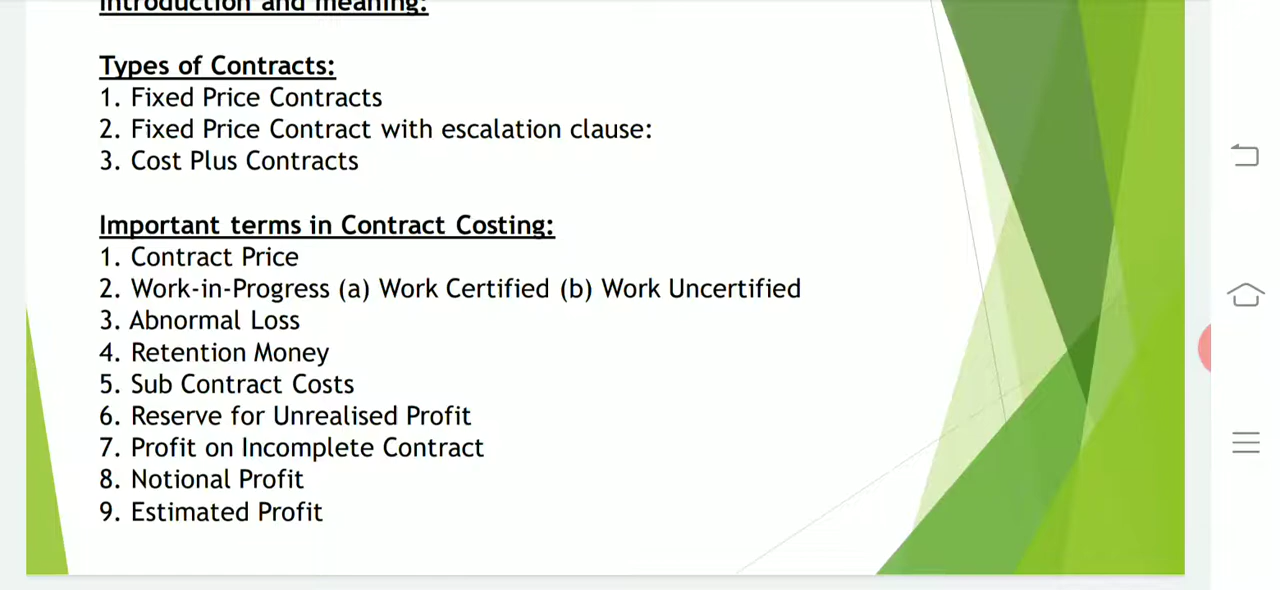 Introduction and meaning:
Types of Contracts:
1. Fixed Price Contracts
2. Fixed Price Contract with escalation clause:
3. Cost Plus Contracts
Important terms in Contract Costing:
1. Contract Price
2. Work-in-Progress (a) Work Certified (b) Work Uncertified
3. Abnormal Loss
4. Retention Money
5. Sub Contract Costs
6. Reserve for Unrealised Profit
7. Profit on Incomplete Contract
8. Notional Profit
9. Estimated Profit